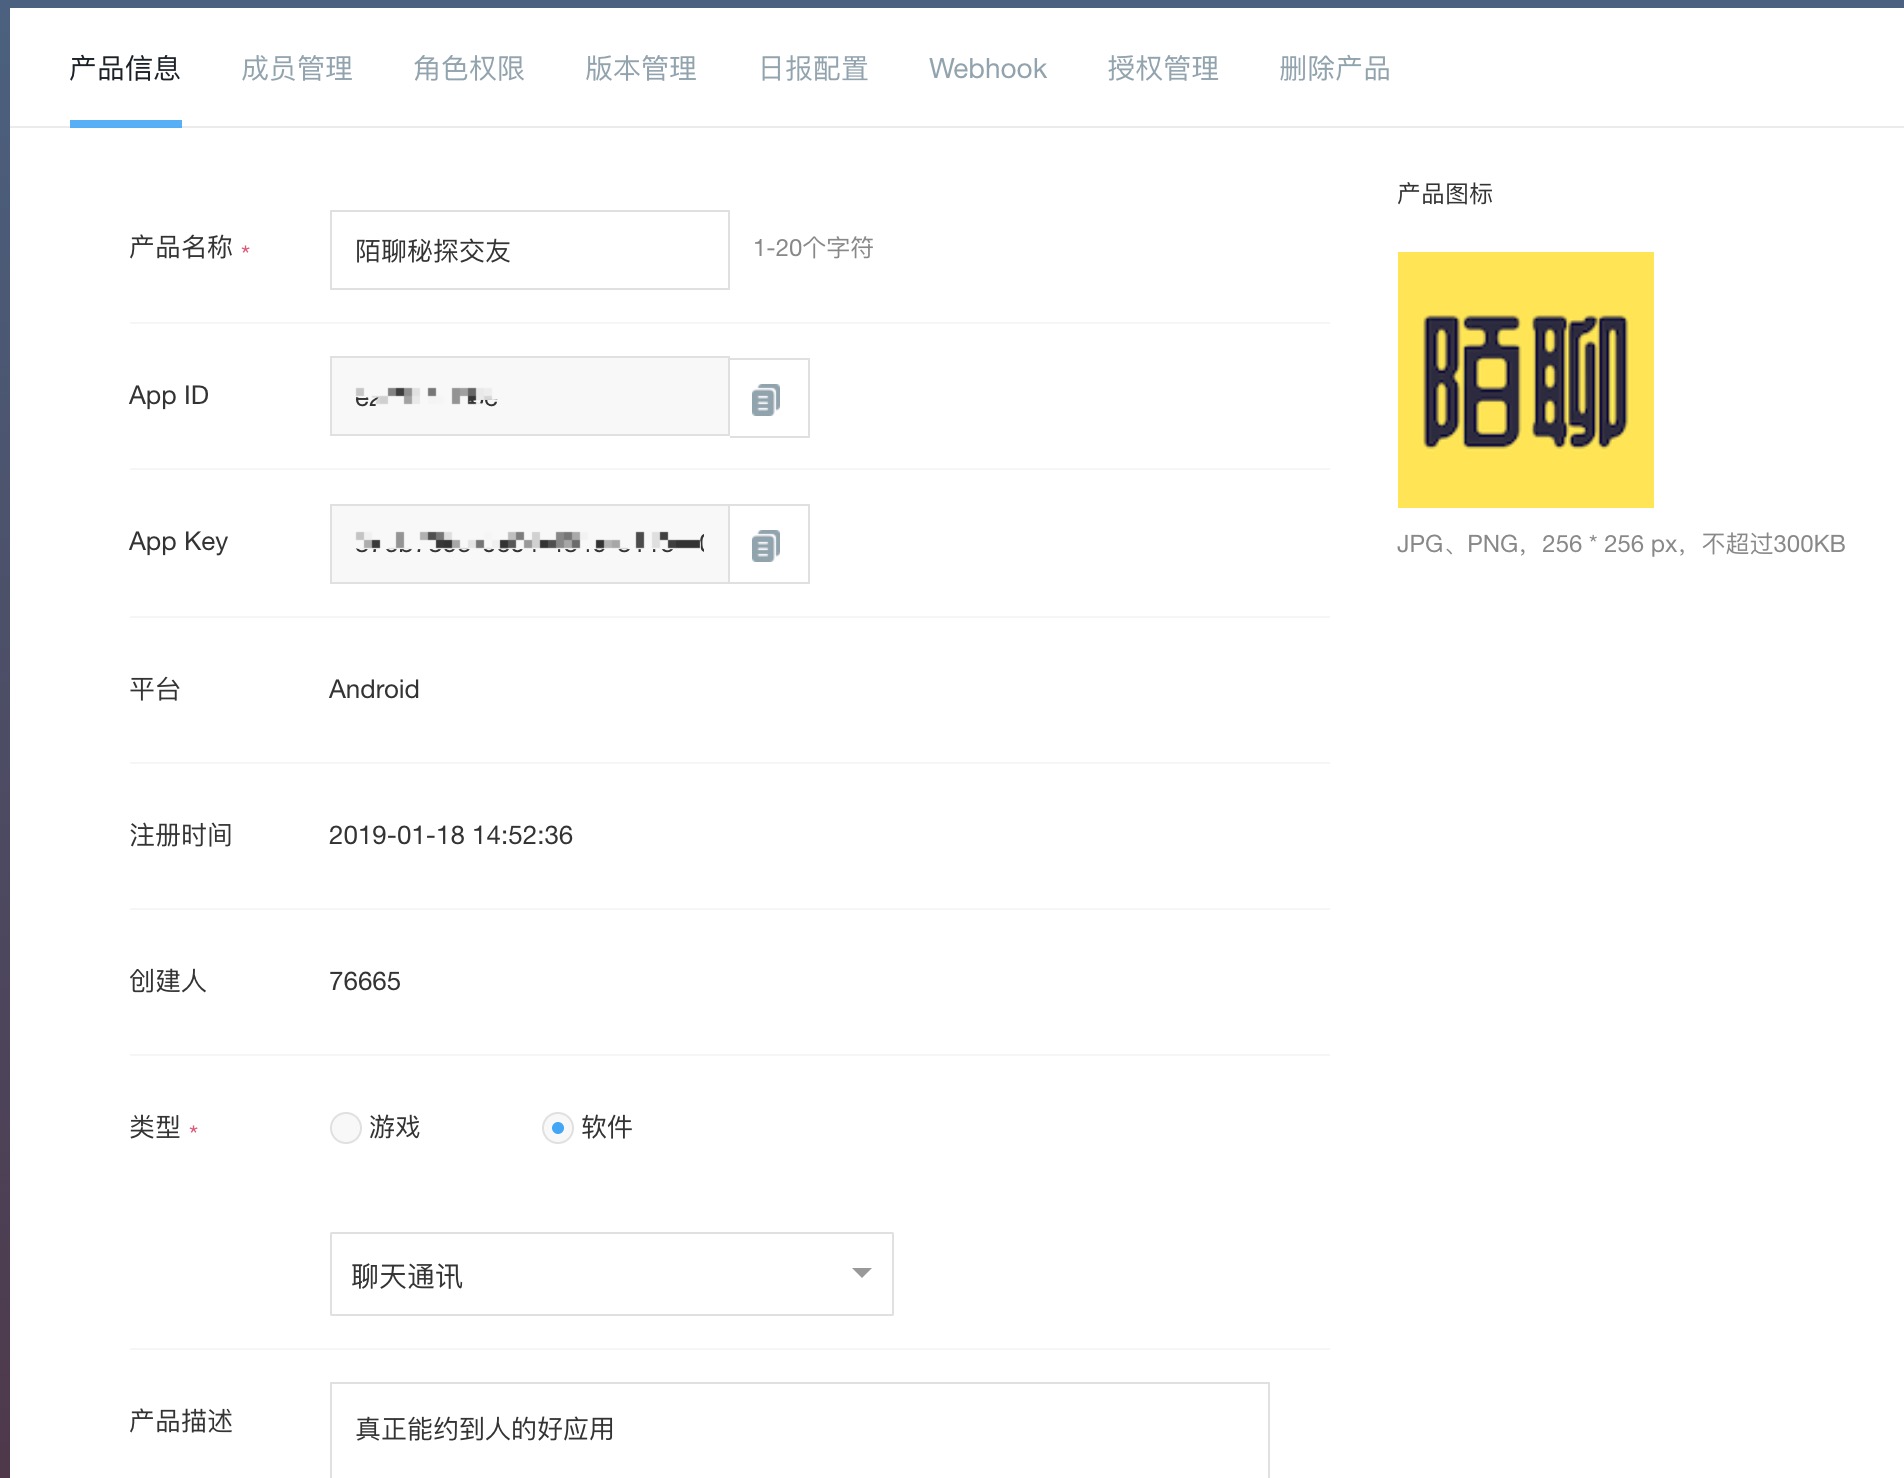 产品信息 成员管理 角色权限 版本管理 日报配置 Webhook 授权管理 删除产品
产品图标
产品名称 * 陌聊秘探交友 1-20个字符
陌聊
App ID
App Key
JPG、PNG，256 * 256 px，不超过300KB
平台 Android
注册时间 2019-01-18 14:52:36
创建人 76665
类型 * 游戏 软件
聊天通讯
产品描述 真正能约到人的好应用